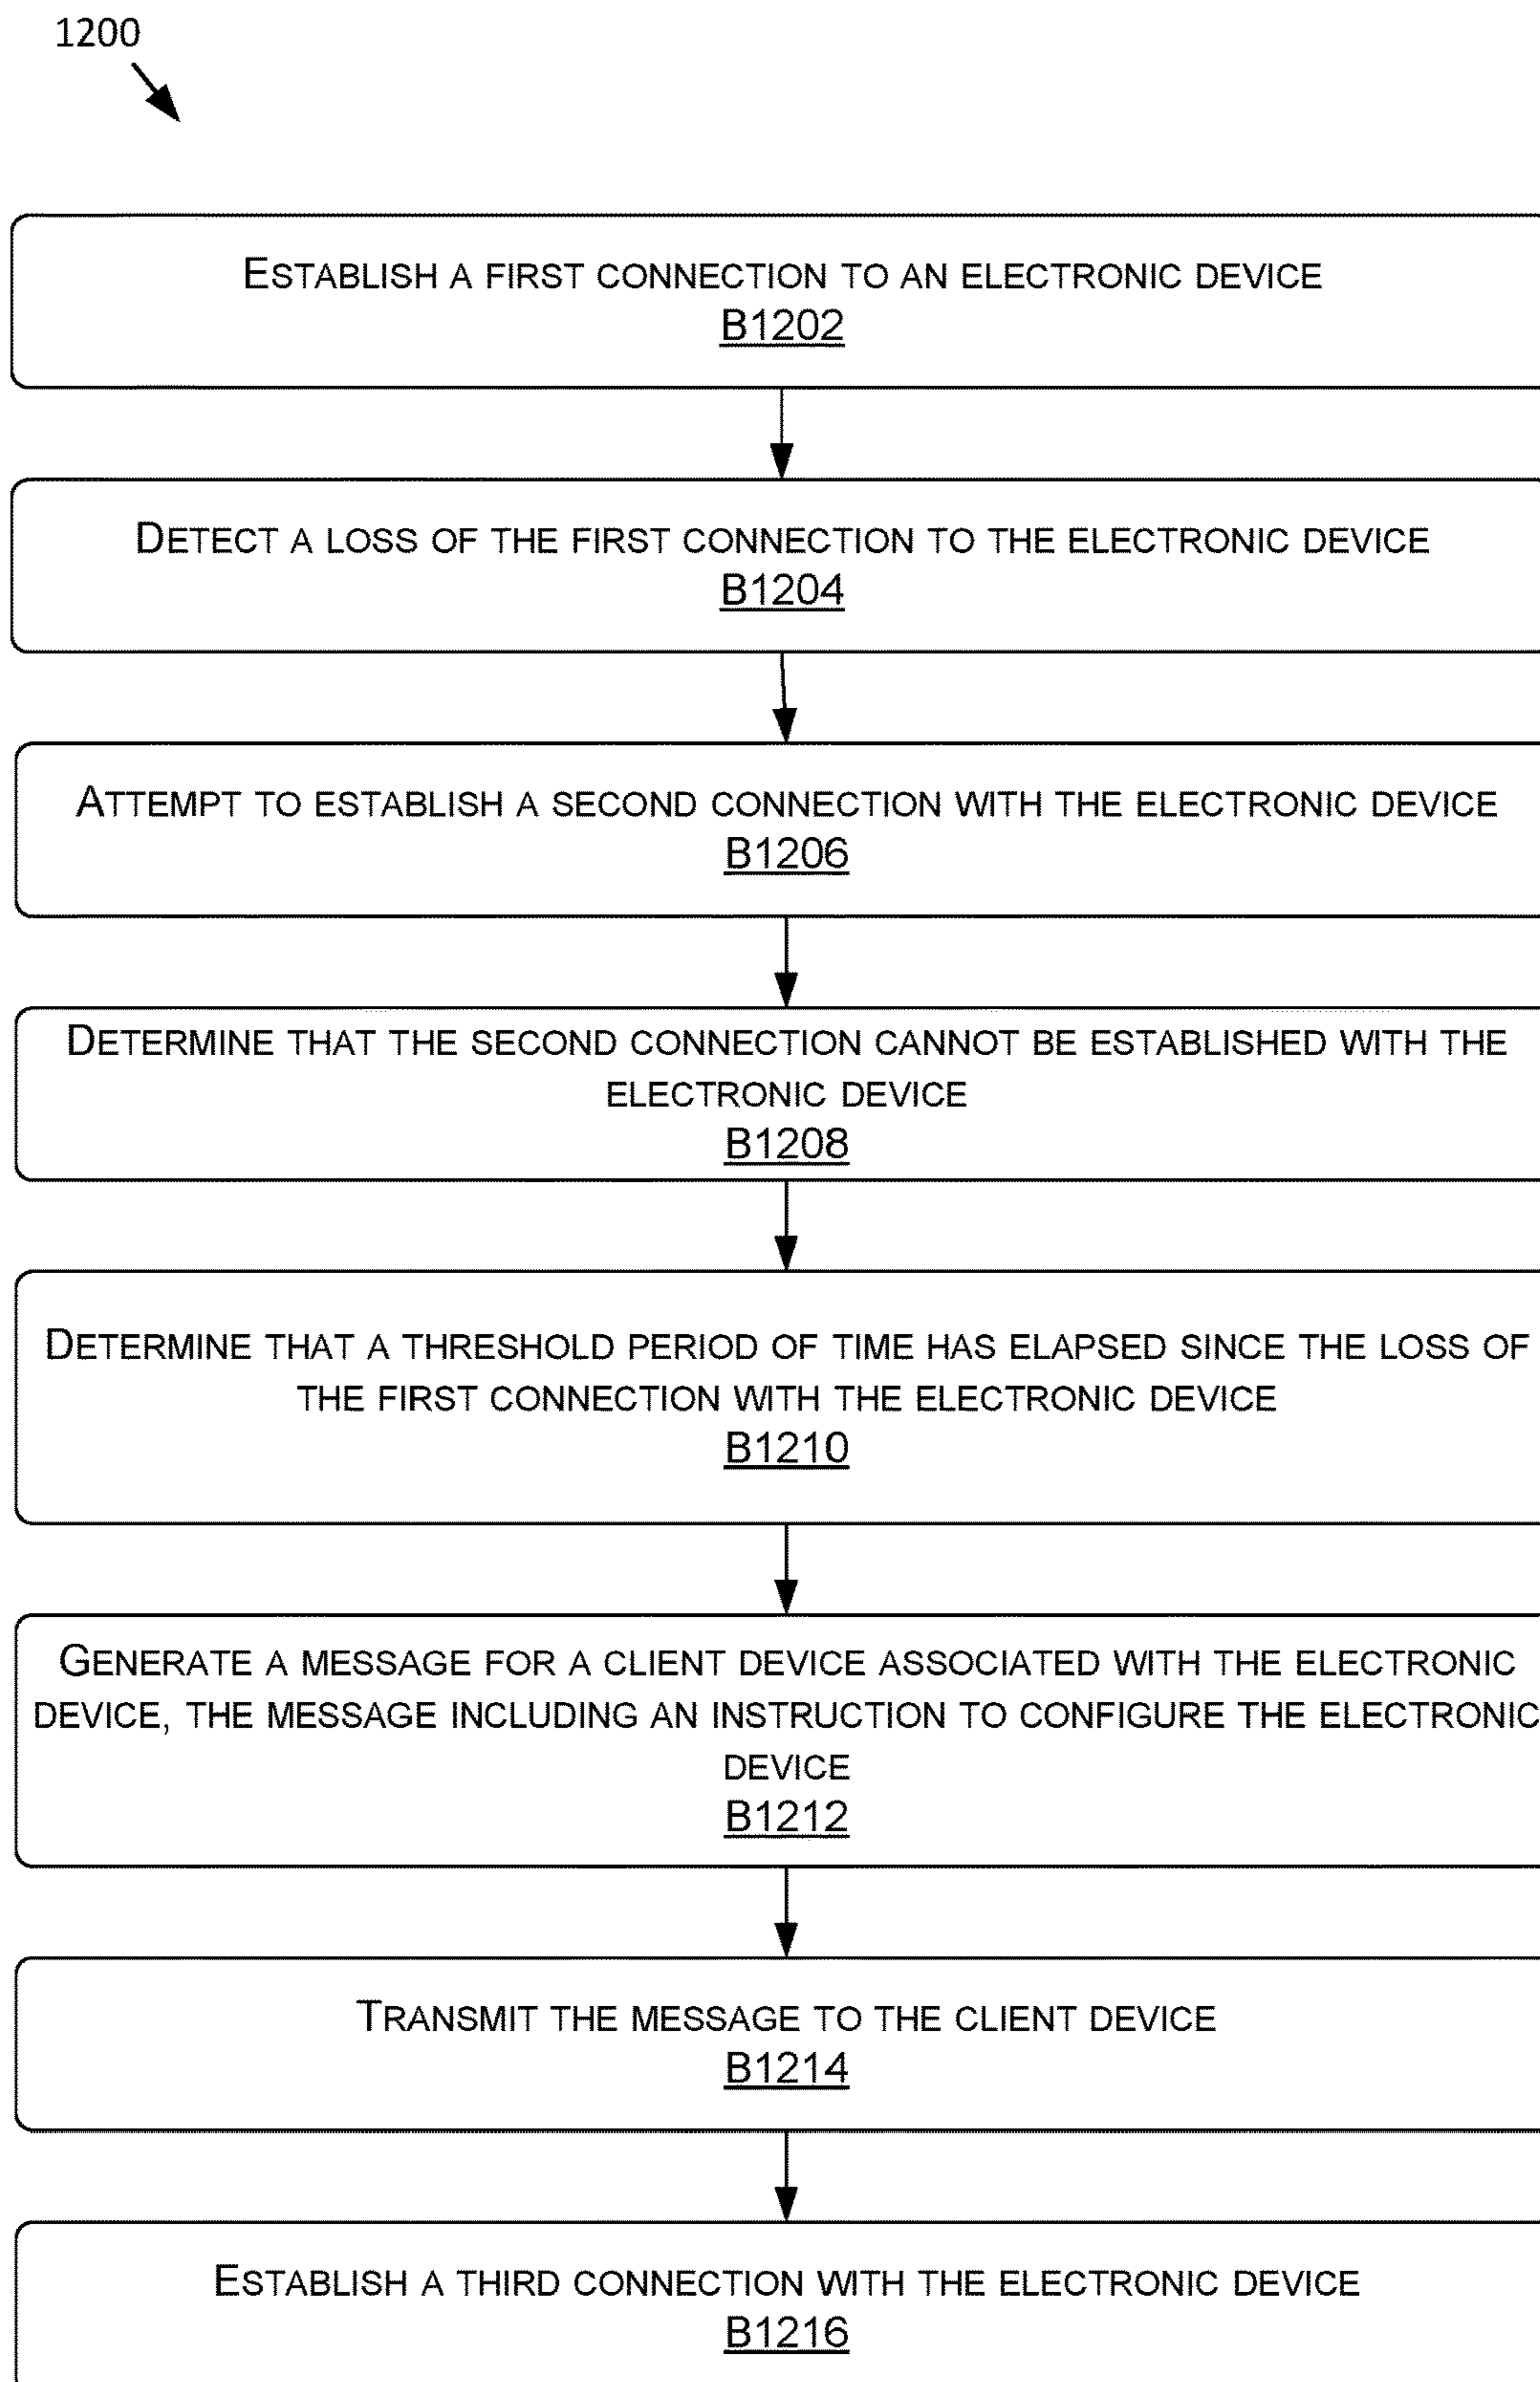 1200
ESTABLISH A FIRST CONNECTION TO AN ELECTRONIC DEVICE
B1202
DETECT A LOSS OF THE FIRST CONNECTION TO THE ELECTRONIC DEVICE
B1204
ATTEMPT TO ESTABLISH A SECOND CONNECTION WITH THE ELECTRONIC DEVICE
B1206
DETERMINE THAT THE SECOND CONNECTION CANNOT BE ESTABLISHED WITH THE
ELECTRONIC DEVICE
B1208
DETERMINE THAT A THRESHOLD PERIOD OF TIME HAS ELAPSED SINCE THE LOSS OF
THE FIRST CONNECTION WITH THE ELECTRONIC DEVICE
B1210
GENERATE A MESSAGE FOR A CLIENT DEVICE ASSOCIATED WITH THE ELECTRONIC
DEVICE, THE MESSAGE INCLUDING AN INSTRUCTION TO CONFIGURE THE ELECTRONIC
DEVICE
B1212
TRANSMIT THE MESSAGE TO THE CLIENT DEVICE
B1214
ESTABLISH A THIRD CONNECTION WITH THE ELECTRONIC DEVICE
B1216